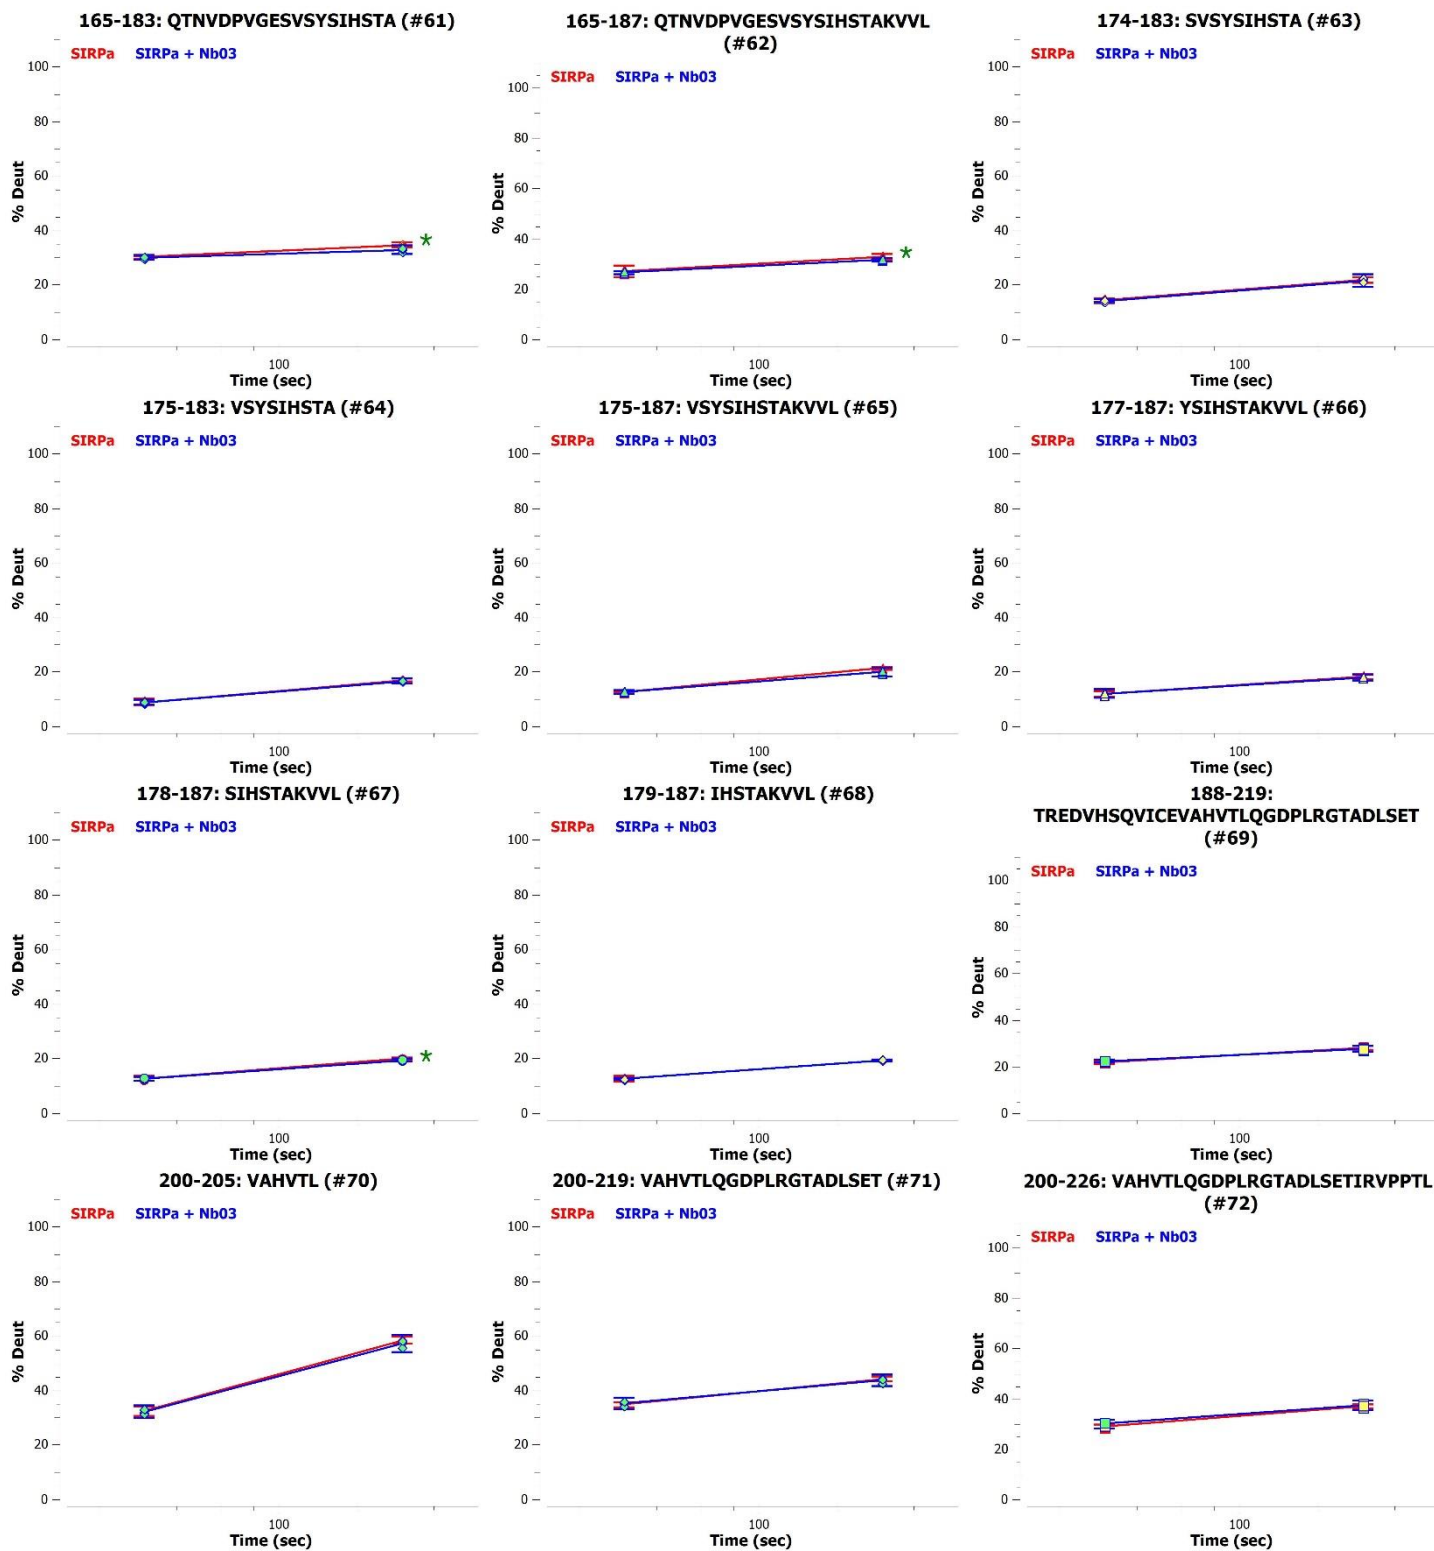 165-183: QTNVDPVGESVSYSIHSTA (#61)
SIRPa SIRPa + Nb03
100
80
60
40
20
0
% Deut
100
Time (sec)
165-187: QTNVDPVGESVSYSIHSTAKVVL
(#62)
SIRPa SIRPa + Nb03
100
80
60
40
20
0
% Deut
100
Time (sec)
174-183: SVSYSIHSTA (#63)
SIRPa SIRPa + Nb03
100
80
60
40
20
0
% Deut
100
Time (sec)
175-183: VSYSIHSTA (#64)
SIRPa SIRPa + Nb03
100
80
60
40
20
0
% Deut
100
Time (sec)
175-187: VSYSIHSTAKVVL (#65)
SIRPa SIRPa + Nb03
100
80
60
40
20
0
% Deut
100
Time (sec)
177-187: YSIHSTAKVVL (#66)
SIRPa SIRPa + Nb03
100
80
60
40
20
0
% Deut
100
Time (sec)
178-187: SIHSTAKVVL (#67)
SIRPa SIRPa + Nb03
100
80
60
40
20
0
% Deut
100
Time (sec)
179-187: IHSTAKVVL (#68)
SIRPa SIRPa + Nb03
100
80
60
40
20
0
% Deut
100
Time (sec)
188-219:
TREDVHSQVICEVAHVTLQGDPLRGTADLSET
(#69)
SIRPa SIRPa + Nb03
100
80
60
40
20
0
% Deut
100
Time (sec)
200-205: VAHVTL (#70)
SIRPa SIRPa + Nb03
100
80
60
40
20
0
% Deut
100
Time (sec)
200-219: VAHVTLQGDPLRGTADLSET (#71)
SIRPa SIRPa + Nb03
100
80
60
40
20
0
% Deut
100
Time (sec)
200-226: VAHVTLQGDPLRGTADLSETIRVPPTL
(#72)
SIRPa SIRPa + Nb03
100
80
60
40
20
0
% Deut
100
Time (sec)